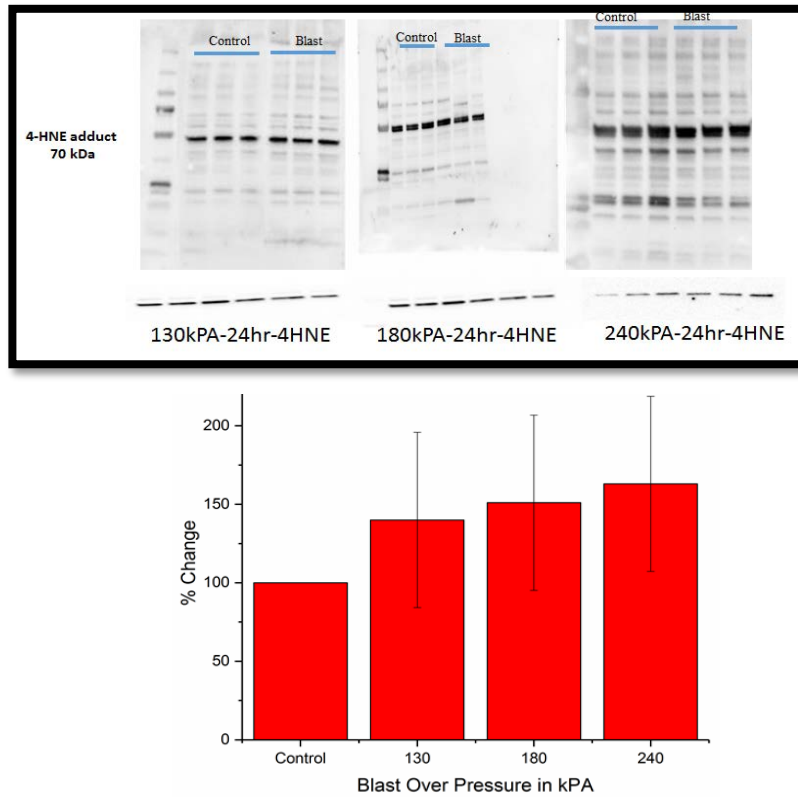 Control Blast
Control Blast
Control Blast
4-HNE adduct
70 kDa
130kPA-24hr-4HNE
180kPA-24hr-4HNE
240kPA-24hr-4HNE
200
150
100
50
0
% Change
Control 130 180 240
Blast Over Pressure in kPA